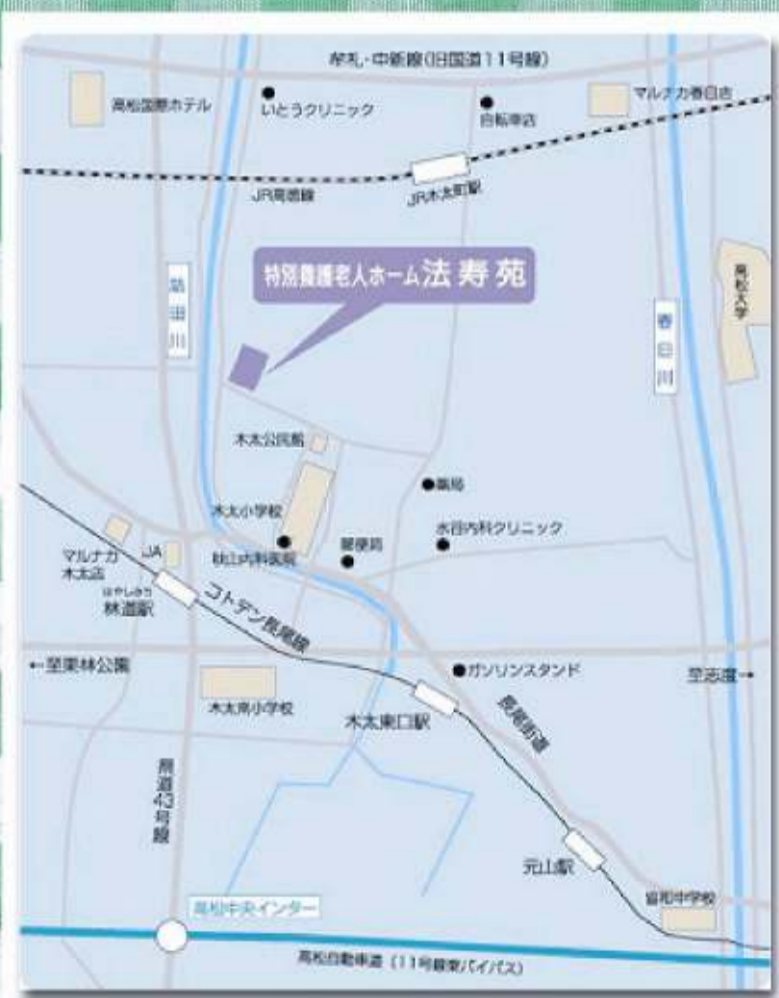 牟礼・中新線(旧国道11号線)
高松国際ホテル
いとうクリニック
自転車店
マルナカ春日店
JR高徳線
JR木太町駅
特別養護老人ホーム法寿苑
詰田川
春日川
高松大学
木太公民館
木太小学校
薬局
水谷内科クリニック
郵便局
秋山内科医院
マルナカ
木太店
JA
はやしみち
林道駅
コトデン長尾線
←至栗林公園
ガソリンスタンド
至志度→
木太南小学校
木太東口駅
長尾街道
県道43号線
元山駅
協和中学校
高松中央インター
高松自動車道 (11号線東バイパス)